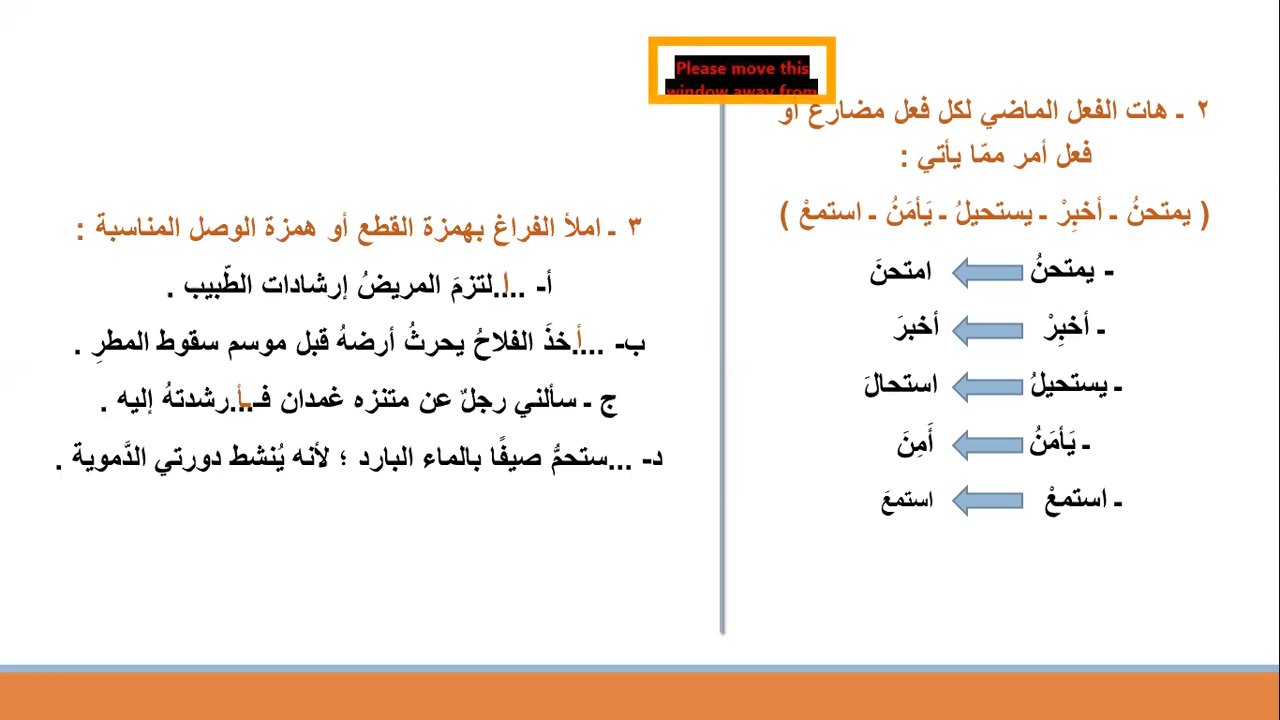 Please move this
window away from
٢ ـ هات الفعل الماضي لكل فعل مضارع أو
فعل أمر ممّا يأتي :
( يمتحنُ ـ أخبِرْ ـ يستحيلُ ـ يَأمَنُ ـ استمعْ )
ـ يمتحنُ امتحنَ
ـ أخبِرْ أخبرَ
ـ يستحيلُ استحالَ
ـ يَأمَنُ أَمِنَ
ـ استمعْ استمعَ
٣ ـ املأ الفراغ بهمزة القطع أو همزة الوصل المناسبة :
أ- ...ا.لتزمَ المريضُ إرشادات الطّبيب .
ب- ...أ.خذَ الفلاحُ يحرثُ أرضهُ قبل موسم سقوط المطرِ .
ج ـ سألني رجلٌ عن متنزه غمدان فـــأ...رشدتهُ إليه .
د- ...ستحمُّ صيفًا بالماء البارد ؛ لأنه يُنشط دورتي الدَّموية .